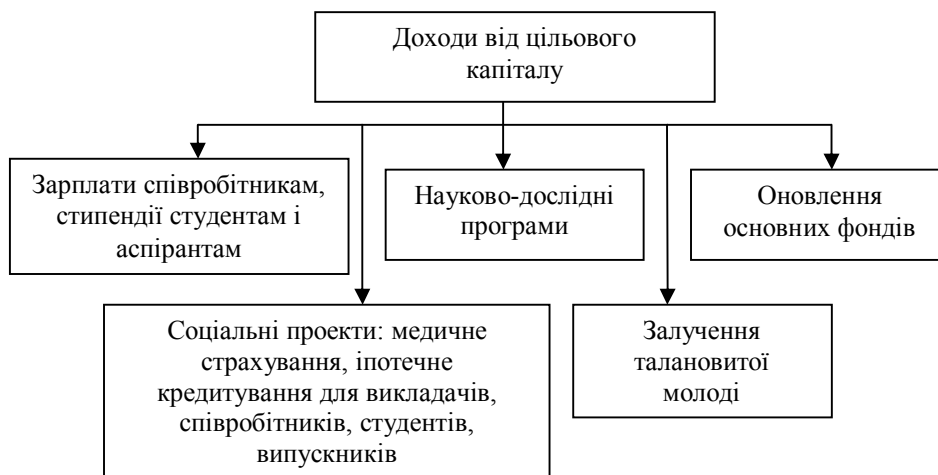 Доходи від цільового
капіталу
Зарплати співробітникам,
стипендії студентам і
аспірантам
Науково-дослідні
програми
Оновлення
основних фондів
Соціальні проекти: медичне
страхування, іпотечне
кредитування для викладачів,
співробітників, студентів,
випускників
Залучення
талановитої
молоді